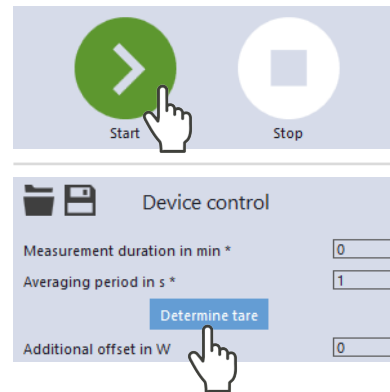 Start Stop
Device control
Measurement duration in min * 0
Averaging period in s * 1
Determine tare
Additional offset in W 0